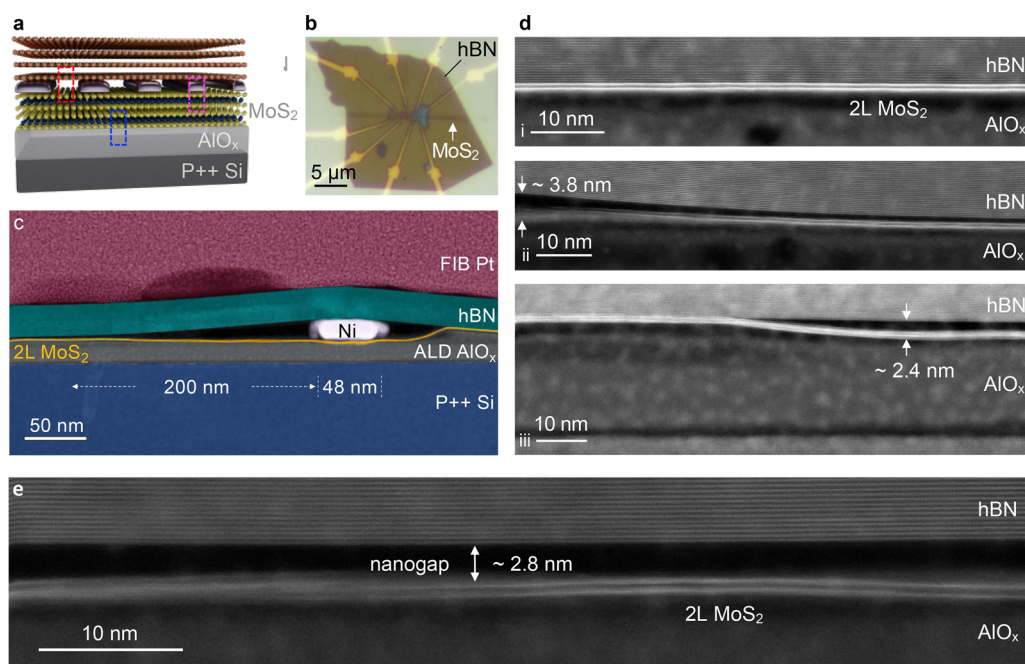 a
MoS₂
AlOₓ
P++ Si
b
hBN
MoS₂
5 µm
c
FIB Pt
hBN
Ni
2L MoS₂
ALD AlOₓ
200 nm
48 nm
P++ Si
50 nm
d
hBN
2L MoS₂
i
10 nm
AlOₓ
~ 3.8 nm
hBN
10 nm
ii
AlOₓ
hBN
~ 2.4 nm
AlOₓ
10 nm
iii
e
hBN
nanogap
~ 2.8 nm
2L MoS₂
10 nm
AlOₓ